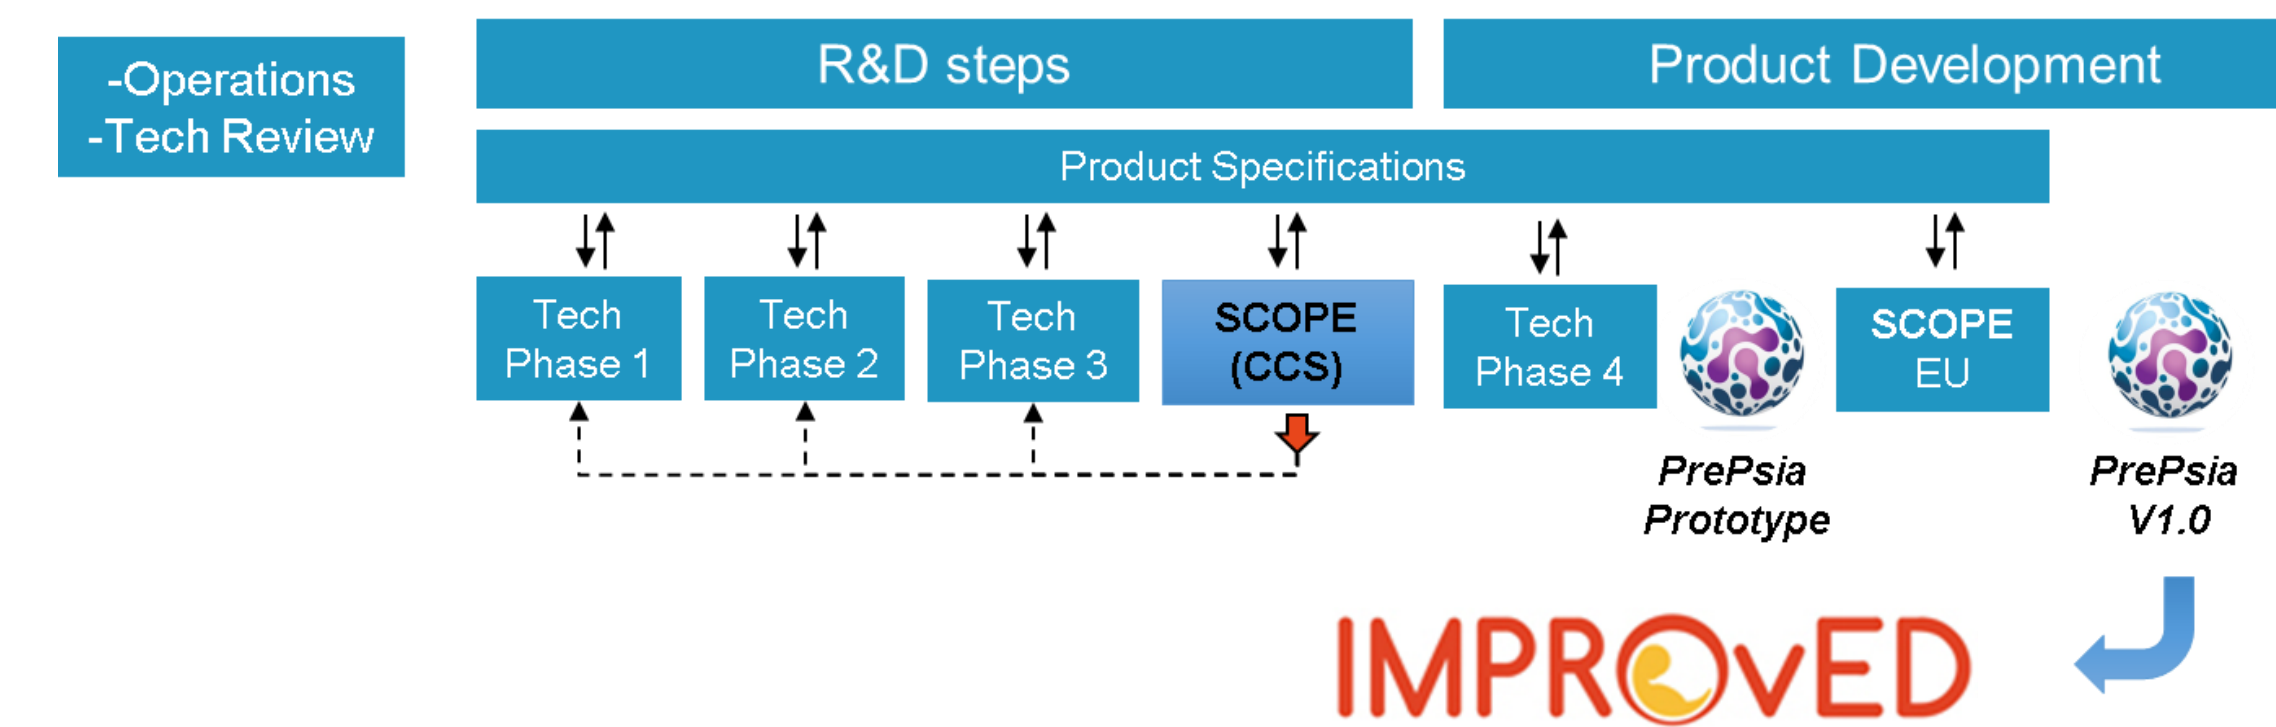 -Operations
-Tech Review
R&D steps
Product Development
Product Specifications
Tech
Phase 1
Tech
Phase 2
Tech
Phase 3
SCOPE
(CCS)
Tech
Phase 4
SCOPE
EU
PrePsia
Prototype
PrePsia
V1.0
IMPROvED